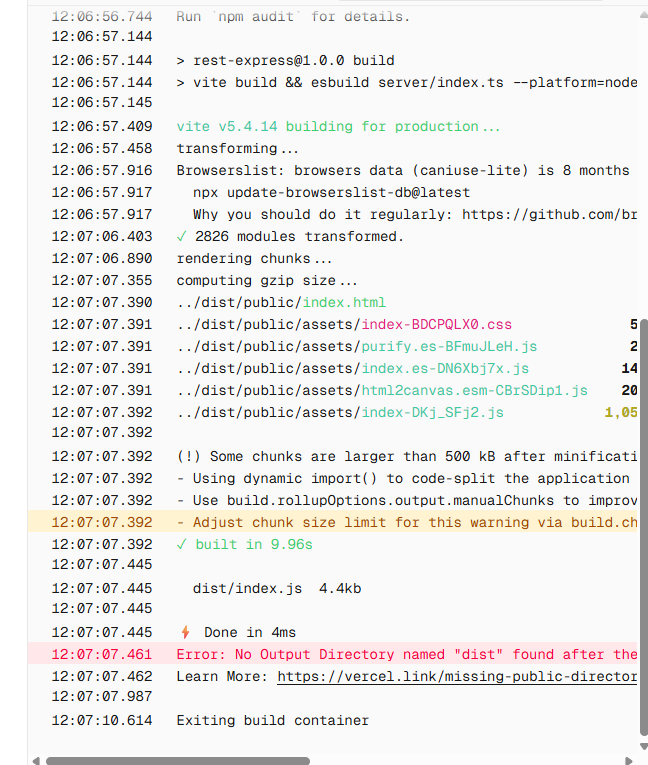 12:06:56.744 Run `npm audit` for details.
12:06:57.144
12:06:57.144 > rest-express@1.0.0 build
12:06:57.144 > vite build && esbuild server/index.ts --platform=node
12:06:57.145
12:06:57.409 vite v5.4.14 building for production...
12:06:57.458 transforming...
12:06:57.916 Browserslist: browsers data (caniuse-lite) is 8 months
12:06:57.917 npx update-browserslist-db@latest
12:06:57.917 Why you should do it regularly: https://github.com/br
12:07:06.403 ✓ 2826 modules transformed.
12:07:06.890 rendering chunks...
12:07:07.355 computing gzip size...
12:07:07.390 ../dist/public/index.html
12:07:07.391 ../dist/public/assets/index-BDCPQLX0.css 5
12:07:07.391 ../dist/public/assets/purify.es-BFmuJLeH.js 2
12:07:07.391 ../dist/public/assets/index.es-DN6Xbj7x.js 14
12:07:07.391 ../dist/public/assets/html2canvas.esm-CBrSDip1.js 20
12:07:07.392 ../dist/public/assets/index-DKj_SFj2.js 1,05
12:07:07.392
12:07:07.392 (!) Some chunks are larger than 500 kB after minificati
12:07:07.392 - Using dynamic import() to code-split the application
12:07:07.392 - Use build.rollupOptions.output.manualChunks to improv
12:07:07.392 - Adjust chunk size limit for this warning via build.ch
12:07:07.392 ✓ built in 9.96s
12:07:07.445
12:07:07.445 dist/index.js 4.4kb
12:07:07.445
12:07:07.445 ⚡ Done in 4ms
12:07:07.461 Error: No Output Directory named "dist" found after the
12:07:07.462 Learn More: https://vercel.link/missing-public-director
12:07:07.987
12:07:10.614 Exiting build container